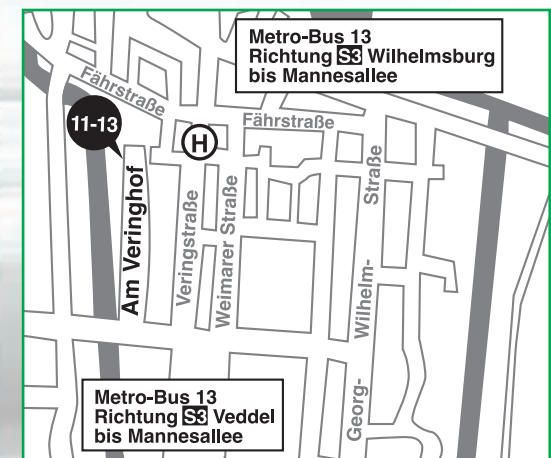 Metro-Bus 13
Richtung S3 Wilhelmsburg
bis Mannesallee
Fährstraße
Fährstraße
11-13
H
Am Veringhof
Veringstraße
Weimarer Straße
Georg-
Wilhelm-
Straße
Metro-Bus 13
Richtung S3 Veddel
bis Mannesallee